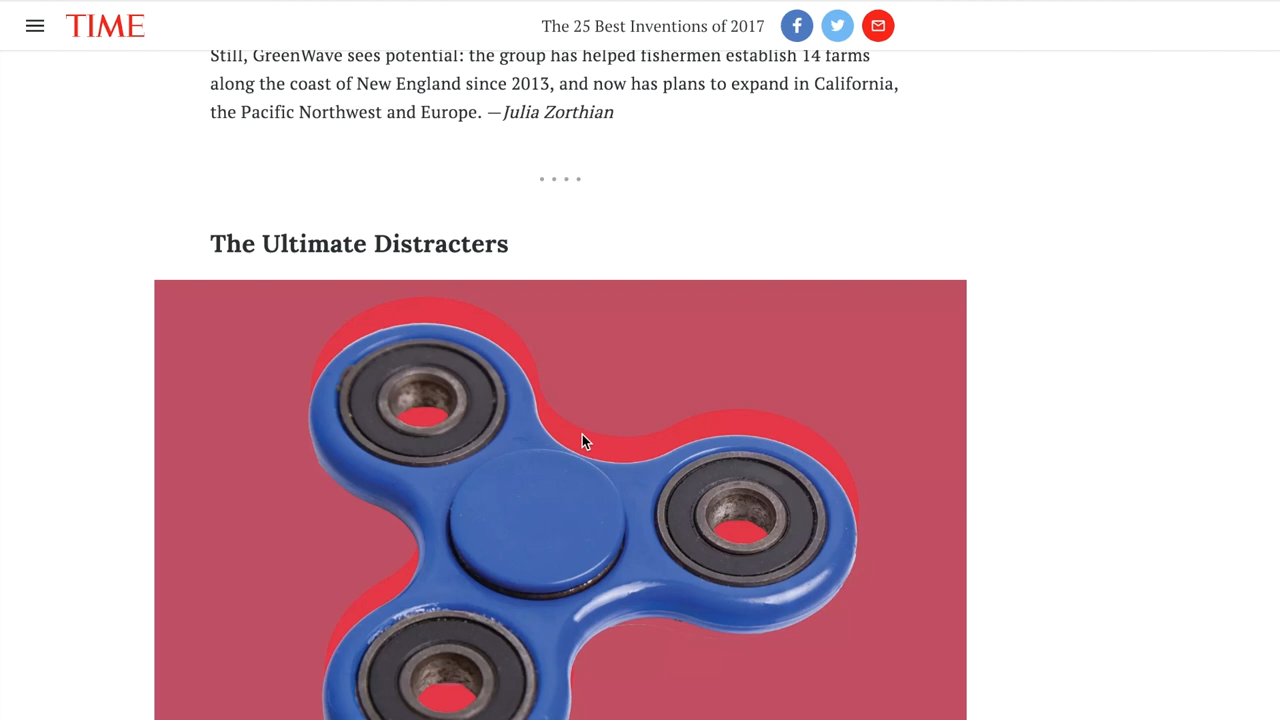 TIME
The 25 Best Inventions of 2017
Still, GreenWave sees potential: the group has helped fishermen establish 14 farms
along the coast of New England since 2013, and now has plans to expand in California,
the Pacific Northwest and Europe. —Julia Zorthian
The Ultimate Distracters